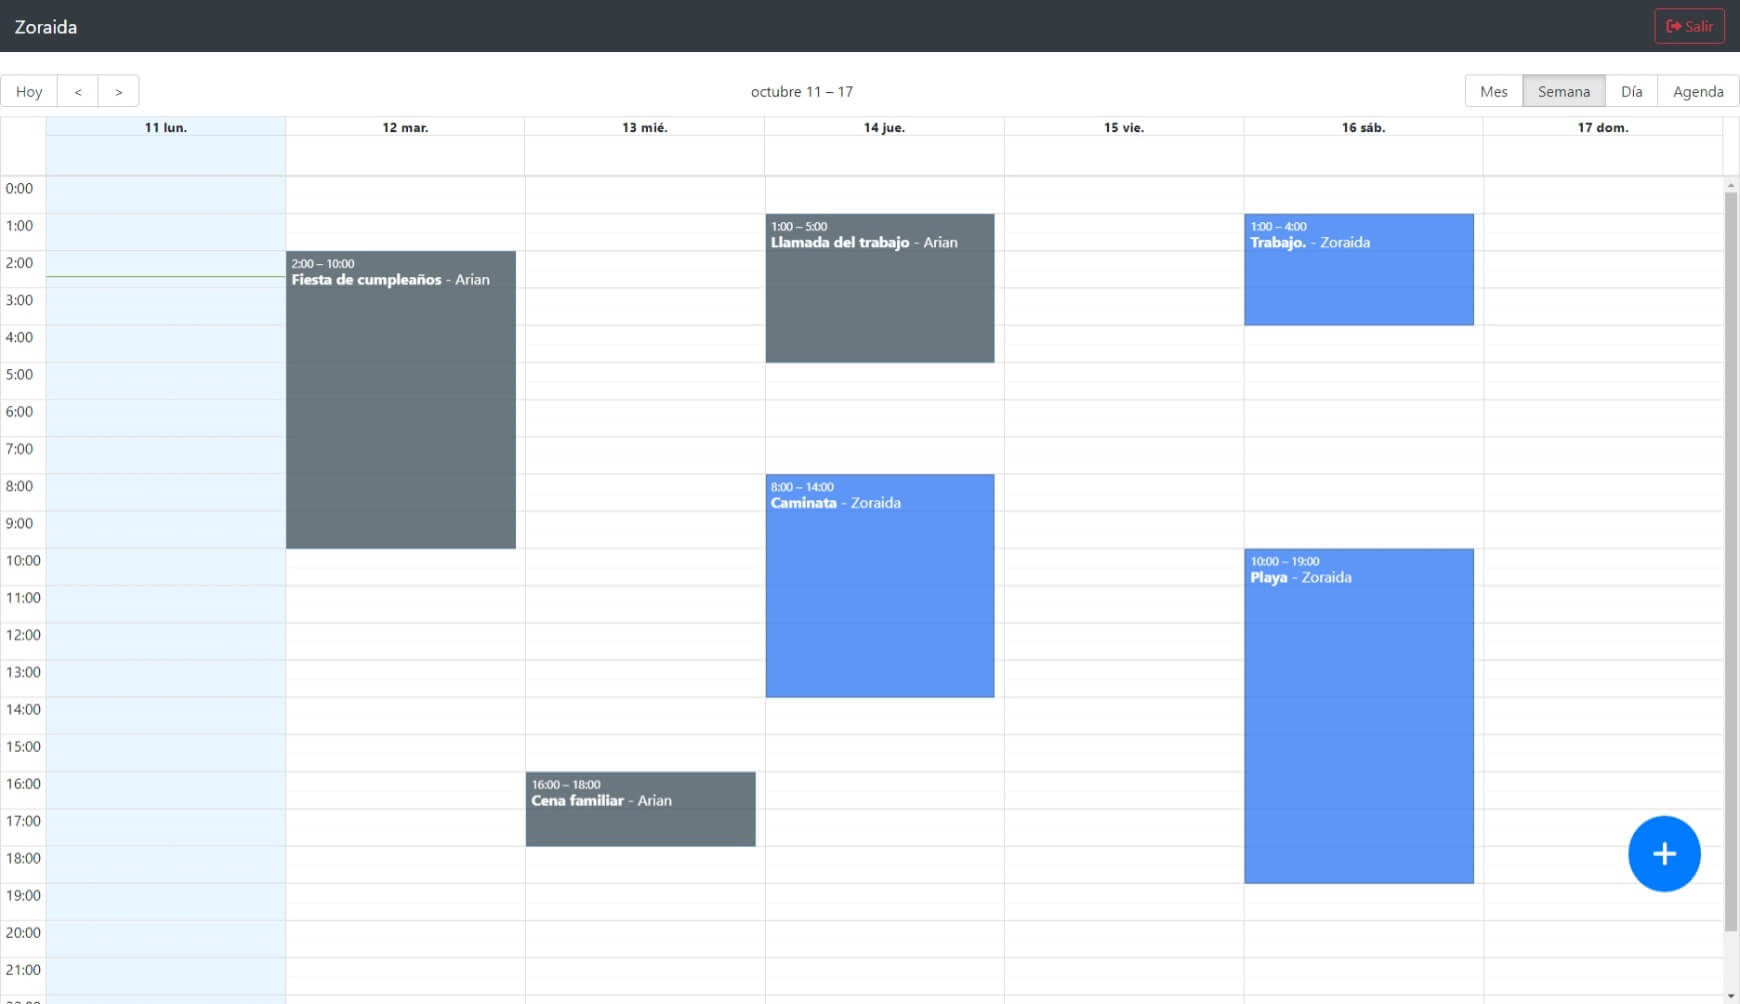 Zoraida
Salir
Hoy < >
octubre 11 – 17
Mes Semana Día Agenda
11 lun. 12 mar. 13 mié. 14 jue. 15 vie. 16 sáb. 17 dom.
0:00
1:00
1:00 – 5:00
Llamada del trabajo - Arian
1:00 – 4:00
Trabajo. - Zoraida
2:00
2:00 – 10:00
Fiesta de cumpleaños - Arian
3:00
4:00
5:00
6:00
7:00
8:00
8:00 – 14:00
Caminata - Zoraida
9:00
10:00
10:00 – 19:00
Playa - Zoraida
11:00
12:00
13:00
14:00
15:00
16:00
16:00 – 18:00
Cena familiar - Arian
17:00
18:00
19:00
20:00
21:00